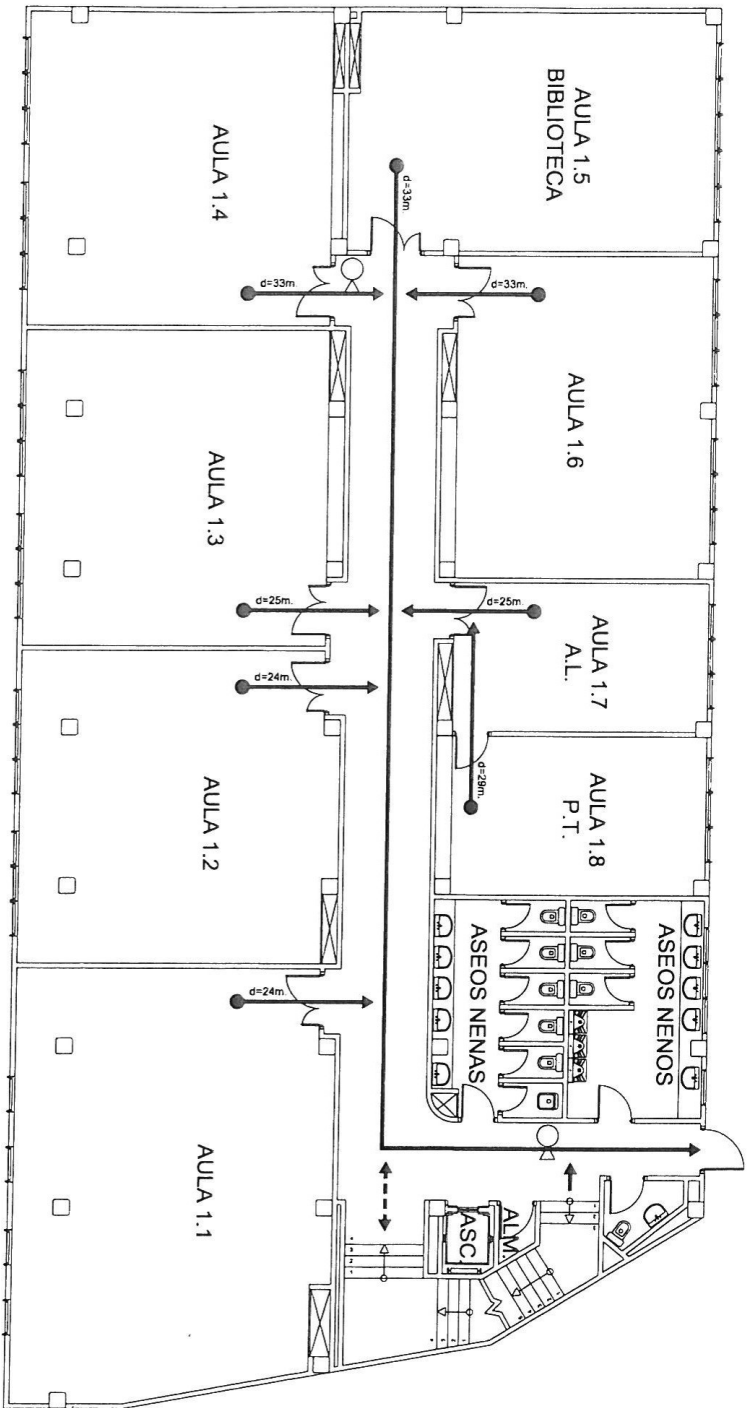 AULA 1.5
BIBLIOTECA
AULA 1.4
d=33m.
d=33m.
d=33m.
AULA 1.6
AULA 1.3
d=25m.
d=25m.
AULA 1.7
A.L.
d=24m.
AULA 1.2
d=29m.
AULA 1.8
P.T.
ASEOS NENAS
ASEOS NENOS
d=24m.
AULA 1.1
ASC
ALM